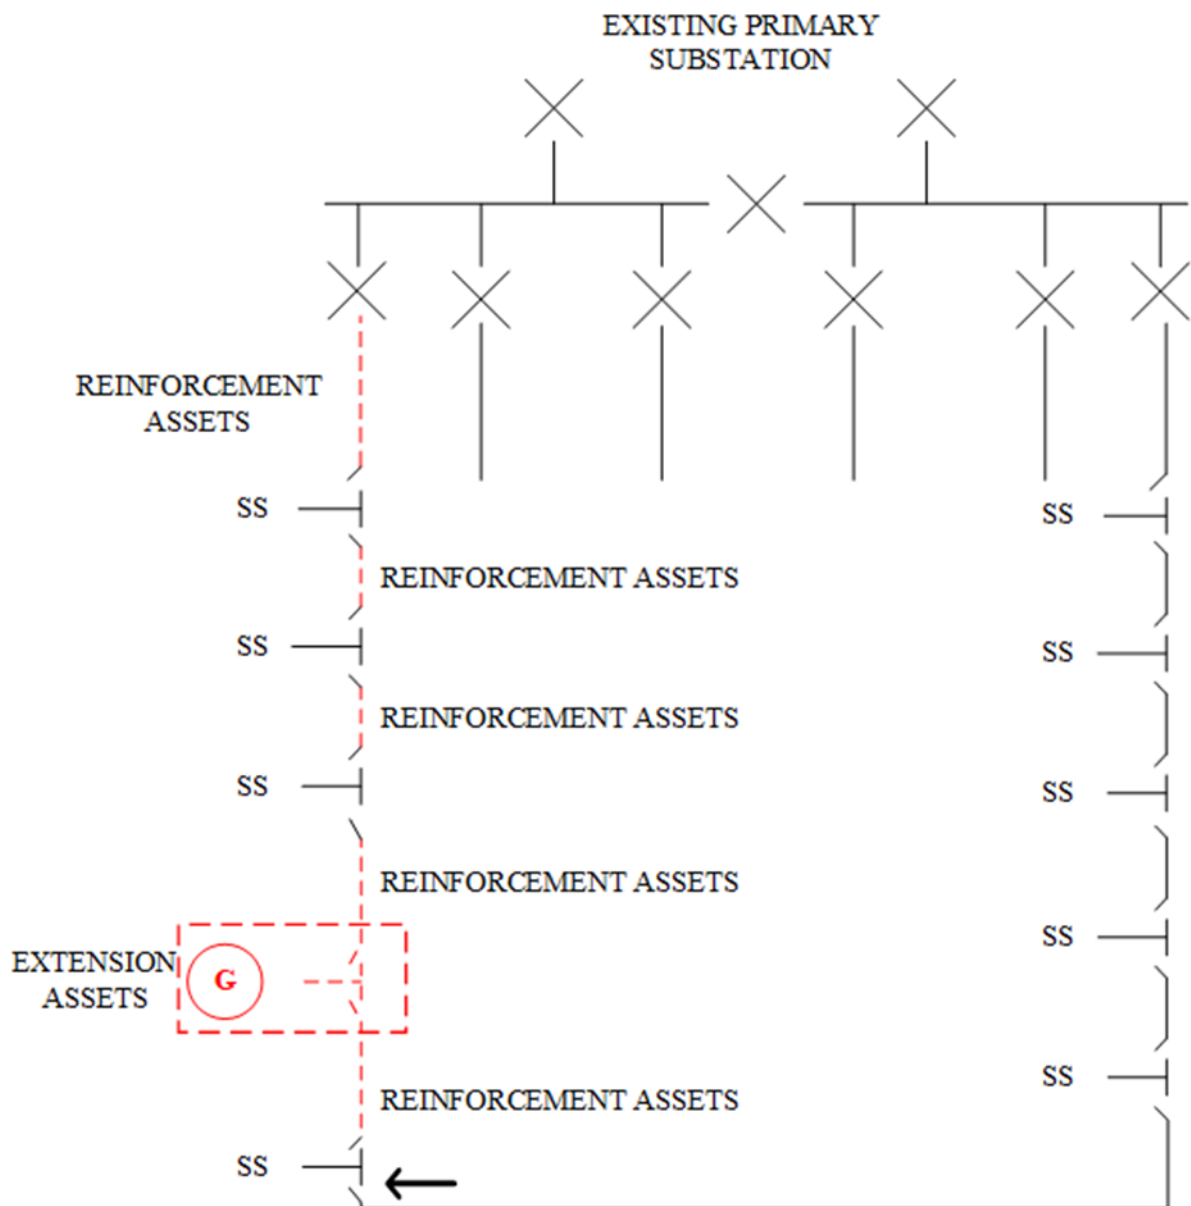 EXISTING PRIMARY
SUBSTATION
REINFORCEMENT
ASSETS
SS
SS
REINFORCEMENT ASSETS
SS
SS
REINFORCEMENT ASSETS
SS
SS
REINFORCEMENT ASSETS
SS
EXTENSION
ASSETS
G
SS
REINFORCEMENT ASSETS
SS